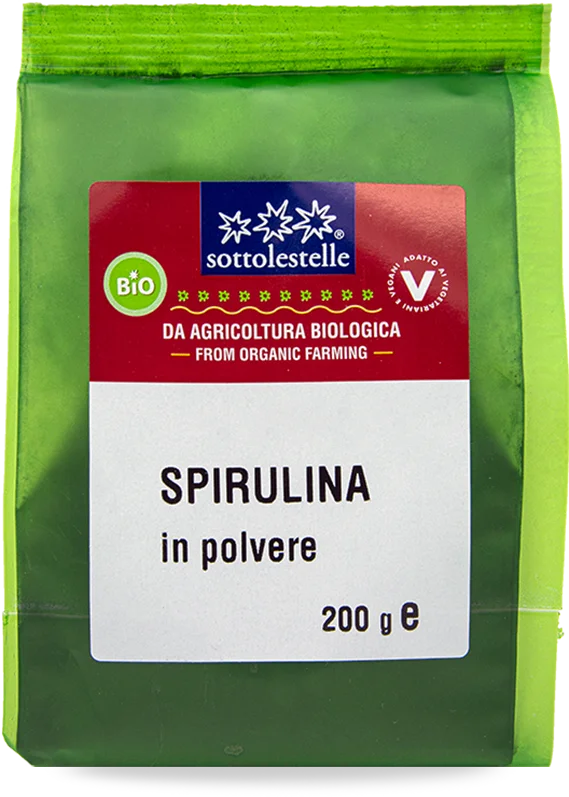 ®
sottolestelle
BIO
ADATTO AI VEGETARIANI E VEGANI
V
DA AGRICOLTURA BIOLOGICA
FROM ORGANIC FARMING
SPIRULINA
in polvere
200 g e